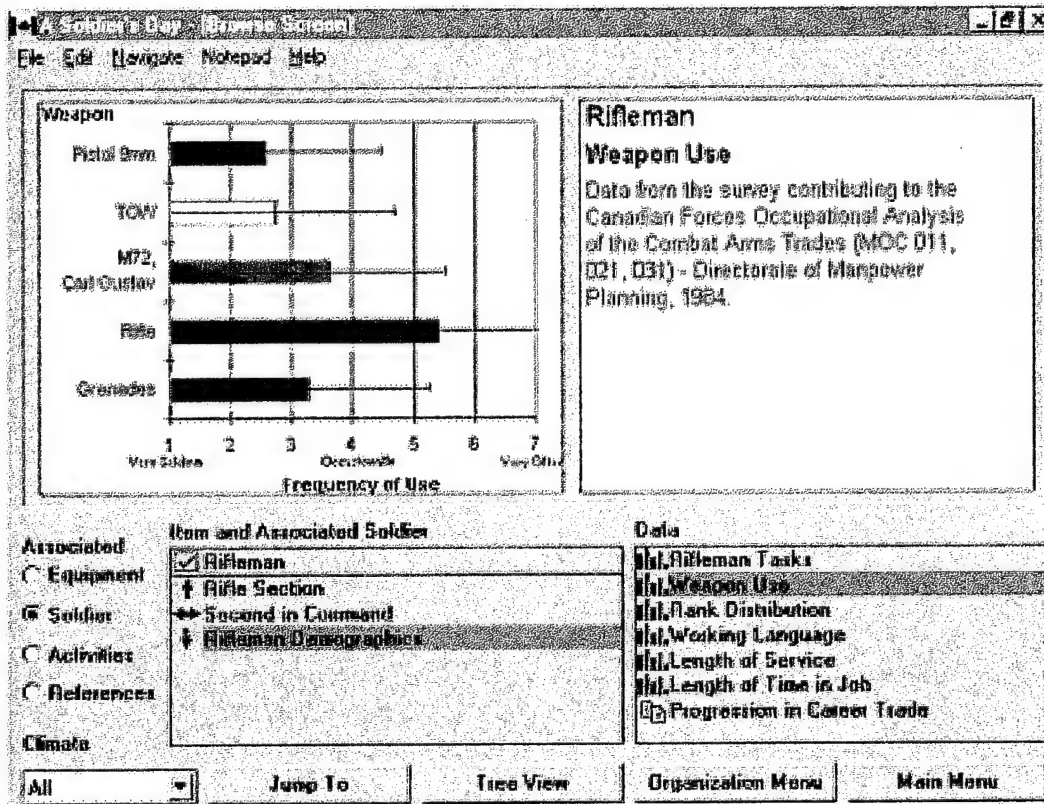 A Soldier's Day - [Browse Screen]
File Edit Navigate Notepad Help
Weapon
Pistol 9mm
TOW
M72,
Carl Gustav
Rifle
Grenades
1 2 3 4 5 6 7
Very Seldom Occasionally Very Often
Frequency of Use
Rifleman
Weapon Use
Data from the survey contributing to the
Canadian Forces Occupational Analysis
of the Combat Arms Trades (MOC 011,
021, 031) - Directorate of Manpower
Planning, 1984.
Associated
Equipment
Soldier
Activities
References
Climate
All
Item and Associated Soldier
Rifleman
Rifle Section
Second in Command
Rifleman Demographics
Data
Rifleman Tasks
Weapon Use
Rank Distribution
Working Language
Length of Service
Length of Time in Job
Progression in Career Trade
Jump To
Tree View
Organization Menu
Main Menu